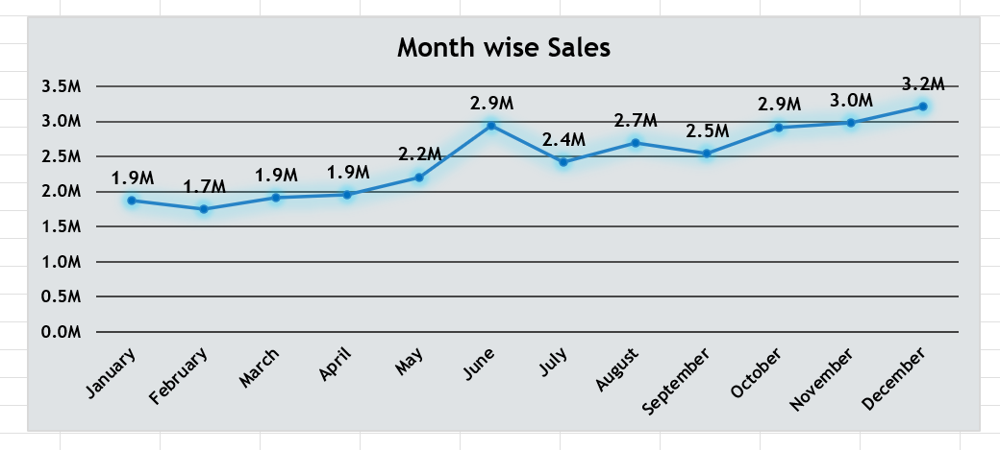 Month wise Sales
3.5M
3.0M
2.5M
2.0M
1.5M
1.0M
0.5M
0.0M
1.9M
1.7M
1.9M
1.9M
2.2M
2.9M
2.4M
2.7M
2.5M
2.9M
3.0M
3.2M
January
February
March
April
May
June
July
August
September
October
November
December